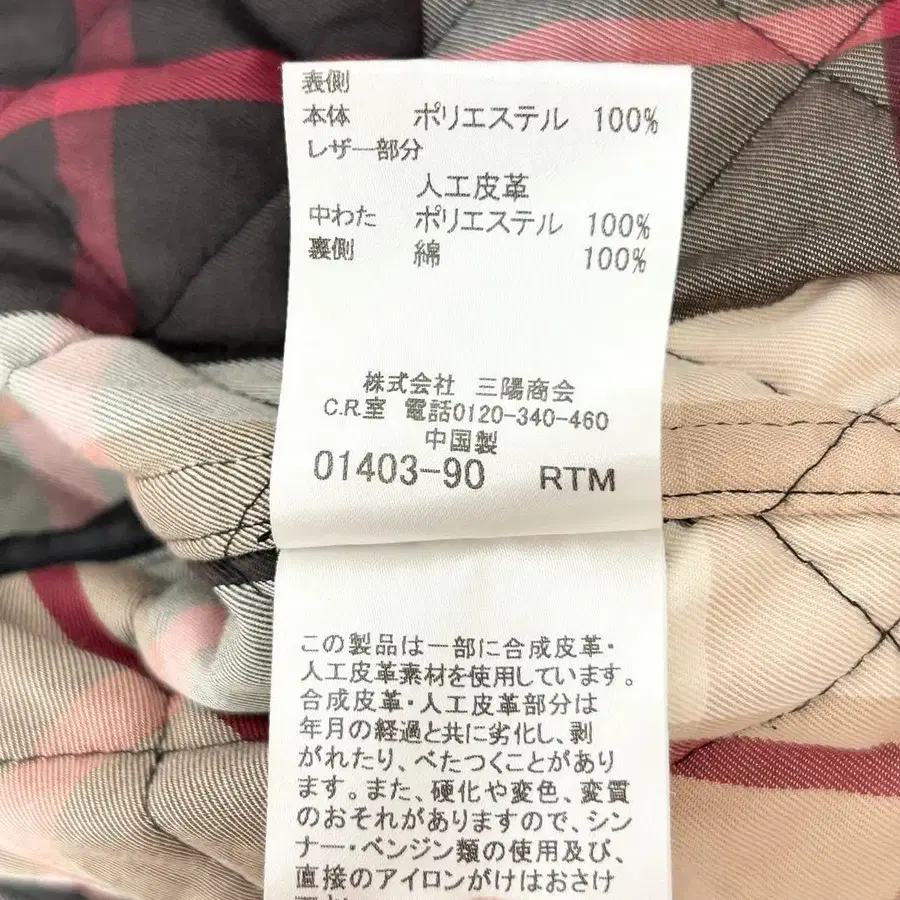 表側
本体 ポリエステル 100%
レザー部分
人工皮革
中わた ポリエステル 100%
裏側 綿 100%
株式会社 三陽商会
C.R.室 電話0120-340-460
中国製
01403-90 RTM
この製品は一部に合成皮革・
人工皮革素材を使用しています。
合成皮革・人工皮革部分は
年月の経過と共に劣化し、剥
がれたり、べたつくことがあり
ます。また、硬化や変色、変質
のおそれがありますので、シン
ナー・ベンジン類の使用及び、
直接のアイロンがけはおさけ